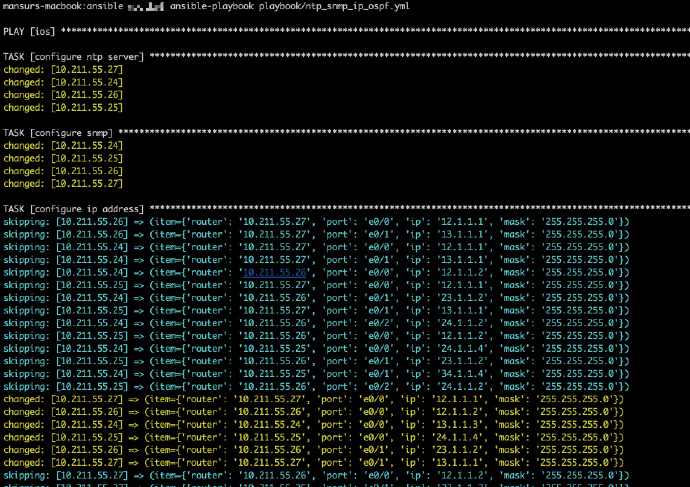 mansurs-macbook:ansible ansible-playbook playbook/ntp_snmp_ip_ospf.yml
PLAY [ios] ****************************************************************************************************************************
TASK [configure ntp server] ***********************************************************************************************************
changed: [10.211.55.27]
changed: [10.211.55.24]
changed: [10.211.55.26]
changed: [10.211.55.25]
TASK [configure snmp] *****************************************************************************************************************
changed: [10.211.55.24]
changed: [10.211.55.25]
changed: [10.211.55.26]
changed: [10.211.55.27]
TASK [configure ip address] ***********************************************************************************************************
skipping: [10.211.55.26] => (item={'router': '10.211.55.27', 'port': 'e0/0', 'ip': '12.1.1.1', 'mask': '255.255.255.0'})
skipping: [10.211.55.26] => (item={'router': '10.211.55.27', 'port': 'e0/1', 'ip': '13.1.1.1', 'mask': '255.255.255.0'})
skipping: [10.211.55.24] => (item={'router': '10.211.55.27', 'port': 'e0/0', 'ip': '12.1.1.1', 'mask': '255.255.255.0'})
skipping: [10.211.55.24] => (item={'router': '10.211.55.27', 'port': 'e0/1', 'ip': '13.1.1.1', 'mask': '255.255.255.0'})
skipping: [10.211.55.24] => (item={'router': '10.211.55.26', 'port': 'e0/0', 'ip': '12.1.1.2', 'mask': '255.255.255.0'})
skipping: [10.211.55.25] => (item={'router': '10.211.55.27', 'port': 'e0/0', 'ip': '12.1.1.1', 'mask': '255.255.255.0'})
skipping: [10.211.55.24] => (item={'router': '10.211.55.26', 'port': 'e0/1', 'ip': '23.1.1.2', 'mask': '255.255.255.0'})
skipping: [10.211.55.25] => (item={'router': '10.211.55.27', 'port': 'e0/1', 'ip': '13.1.1.1', 'mask': '255.255.255.0'})
skipping: [10.211.55.24] => (item={'router': '10.211.55.26', 'port': 'e0/2', 'ip': '24.1.1.2', 'mask': '255.255.255.0'})
skipping: [10.211.55.25] => (item={'router': '10.211.55.26', 'port': 'e0/0', 'ip': '12.1.1.2', 'mask': '255.255.255.0'})
skipping: [10.211.55.24] => (item={'router': '10.211.55.25', 'port': 'e0/0', 'ip': '24.1.1.4', 'mask': '255.255.255.0'})
skipping: [10.211.55.25] => (item={'router': '10.211.55.26', 'port': 'e0/1', 'ip': '23.1.1.2', 'mask': '255.255.255.0'})
skipping: [10.211.55.24] => (item={'router': '10.211.55.25', 'port': 'e0/1', 'ip': '34.1.1.4', 'mask': '255.255.255.0'})
skipping: [10.211.55.25] => (item={'router': '10.211.55.26', 'port': 'e0/2', 'ip': '24.1.1.2', 'mask': '255.255.255.0'})
changed: [10.211.55.27] => (item={'router': '10.211.55.27', 'port': 'e0/0', 'ip': '12.1.1.1', 'mask': '255.255.255.0'})
changed: [10.211.55.26] => (item={'router': '10.211.55.26', 'port': 'e0/0', 'ip': '12.1.1.2', 'mask': '255.255.255.0'})
changed: [10.211.55.24] => (item={'router': '10.211.55.24', 'port': 'e0/0', 'ip': '13.1.1.3', 'mask': '255.255.255.0'})
changed: [10.211.55.25] => (item={'router': '10.211.55.25', 'port': 'e0/0', 'ip': '24.1.1.4', 'mask': '255.255.255.0'})
changed: [10.211.55.26] => (item={'router': '10.211.55.26', 'port': 'e0/1', 'ip': '23.1.1.2', 'mask': '255.255.255.0'})
changed: [10.211.55.27] => (item={'router': '10.211.55.27', 'port': 'e0/1', 'ip': '13.1.1.1', 'mask': '255.255.255.0'})
skipping: [10.211.55.27] => (item={'router': '10.211.55.26', 'port': 'e0/0', 'ip': '12.1.1.2', 'mask': '255.255.255.0'})